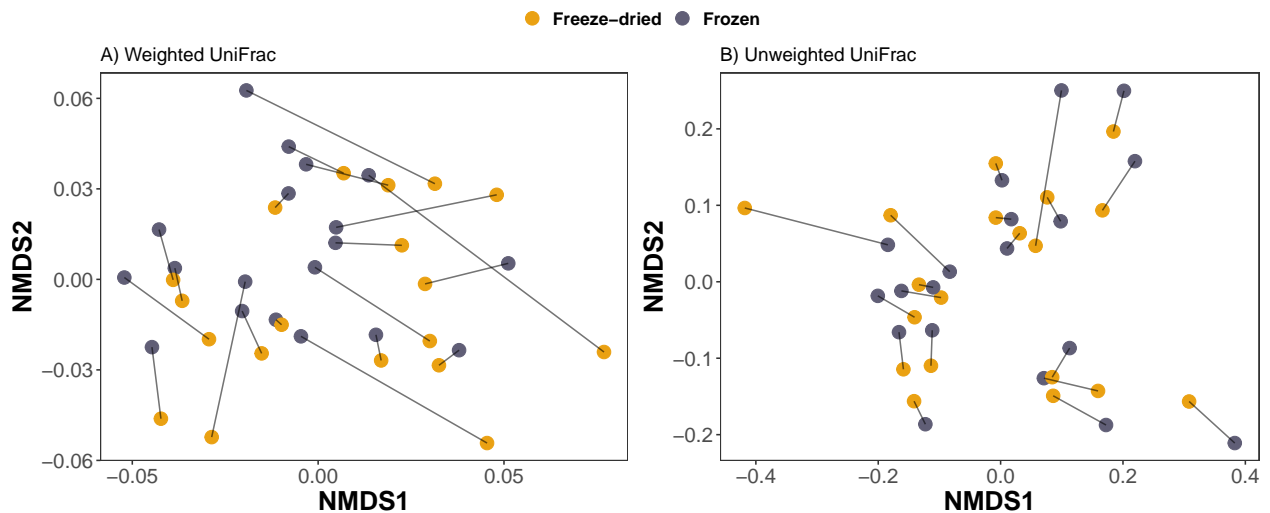 Freeze−dried Frozen
A) Weighted UniFrac
0.06
0.03
0.00
−0.03
−0.06
NMDS2
−0.05 0.00 0.05
NMDS1
B) Unweighted UniFrac
0.2
0.1
0.0
−0.1
−0.2
NMDS2
−0.4 −0.2 0.0 0.2 0.4
NMDS1